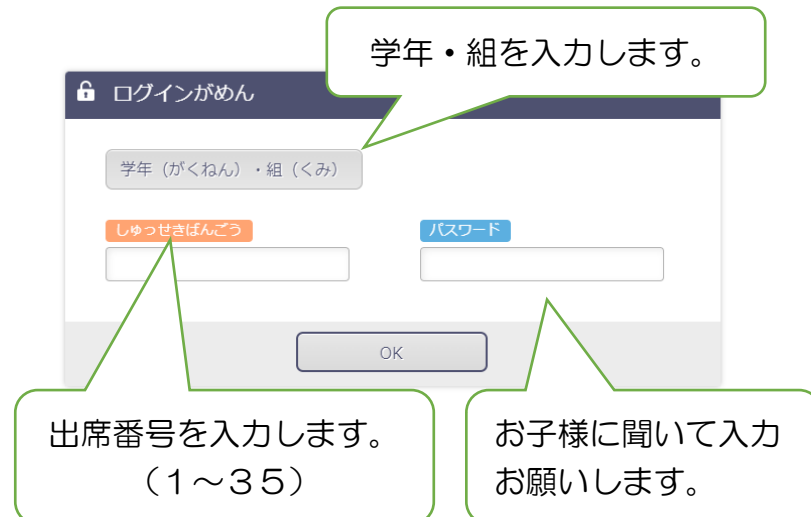 学年・組を入力します。
ログインがめん
学年（がくねん）・組（くみ）
しゅっせきばんごう
パスワード
OK
出席番号を入力します。
（１～３５）
お子様に聞いて入力
お願いします。